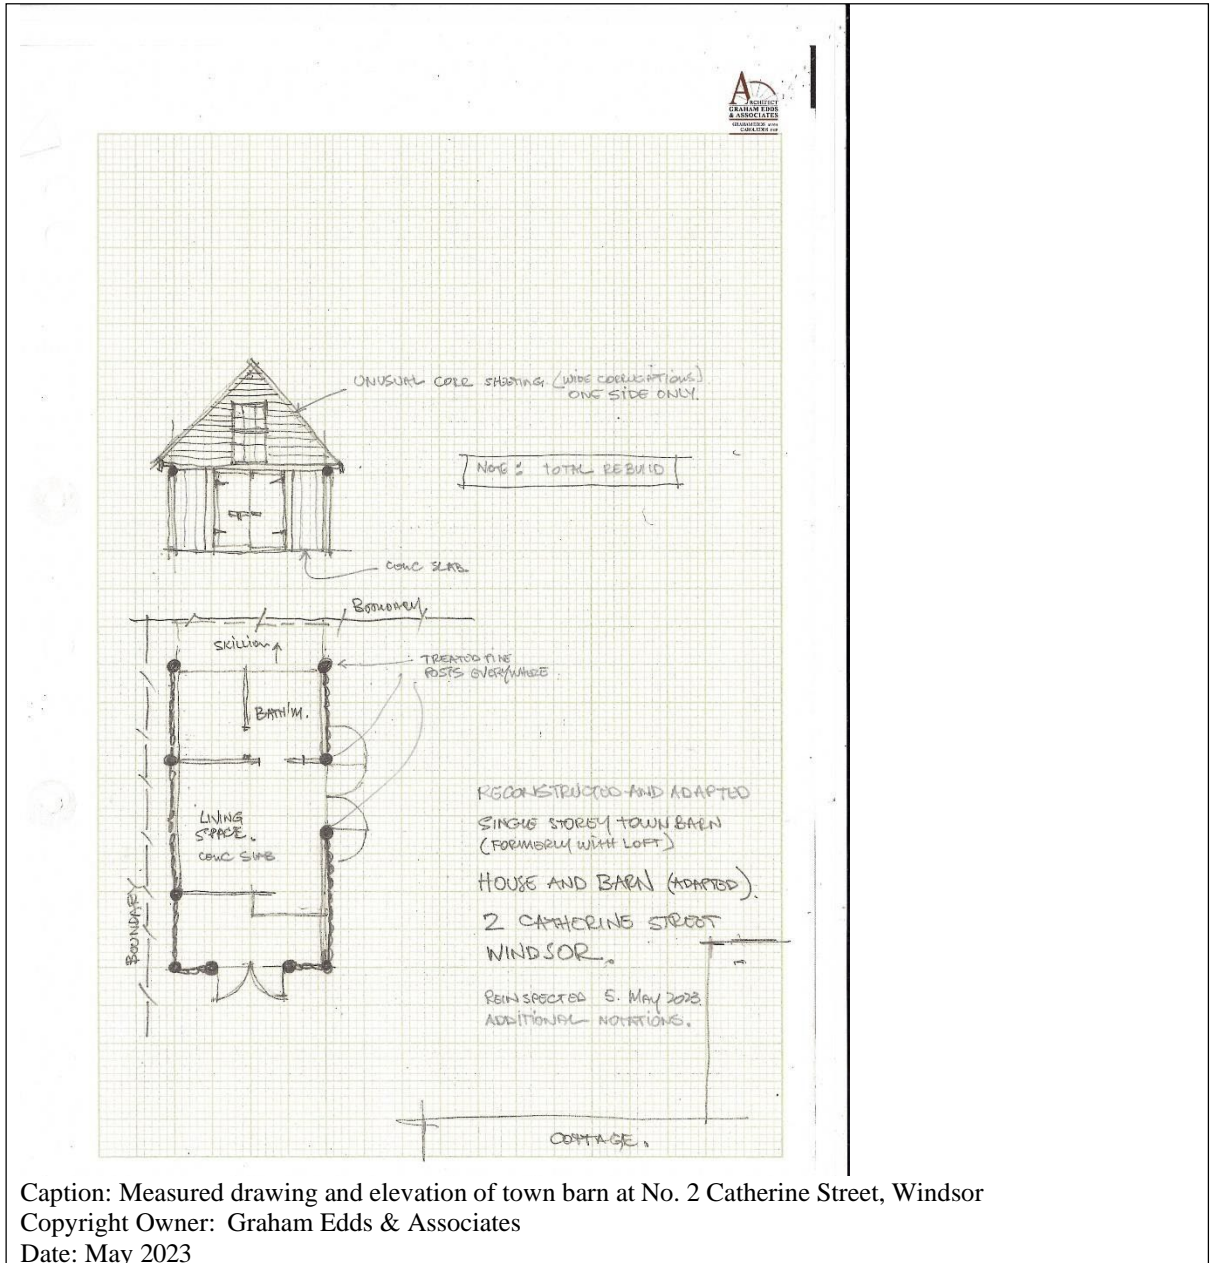 ARCHITECT
GRAHAM EDDS
& ASSOCIATES
UNUSUAL CORR SHEETING (WIDE CORRUGATIONS)
ONE SIDE ONLY.
NOTE: TOTAL REBUILD
CONC SLAB
BOUNDARY
SKILLION
TREATED PINE
POSTS EVERYWHERE
BATH'M.
LIVING
SPACE.
CONC SLAB
BOUNDARY
RECONSTRUCTED AND ADAPTED
SINGLE STOREY TOWN BARN
(FORMERLY WITH LOFT)
HOUSE AND BARN (ADAPTED).
2 CATHERINE STREET
WINDSOR.
REINSPECTED 5. MAY 2023.
ADDITIONAL NOTATIONS.
COTTAGE.
Caption: Measured drawing and elevation of town barn at No. 2 Catherine Street, Windsor
Copyright Owner: Graham Edds & Associates
Date: May 2023